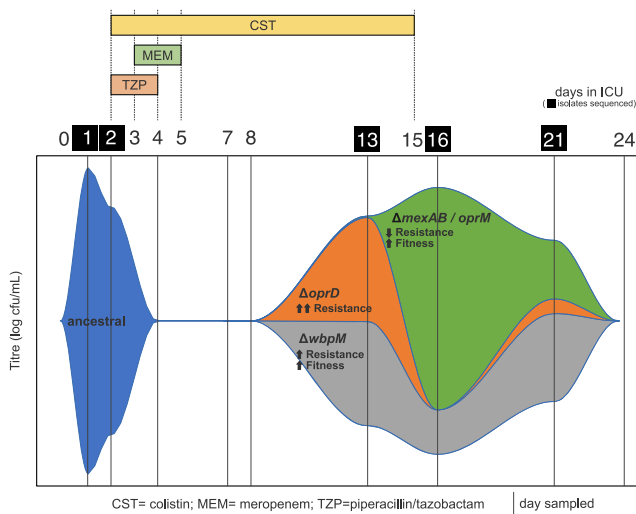 CST
MEM
TZP
days in ICU
(■ isolates sequenced)
0 1 2 3 4 5 7 8 13 15 16 21 24
Titre (log cfu/mL)
ancestral
ΔmexAB / oprM
⬇ Resistance
⬆ Fitness
ΔoprD
⬆⬆ Resistance
ΔwbpM
⬆ Resistance
⬆ Fitness
CST= colistin; MEM= meropenem; TZP=piperacillin/tazobactam | day sampled